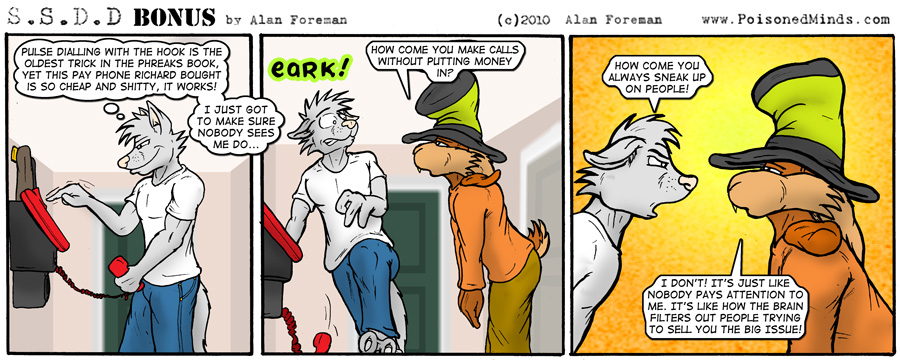 S.S.D.D BONUS by Alan Foreman (c)2010 Alan Foreman www.PoisonedMinds.com
PULSE DIALLING WITH THE HOOK IS THE
OLDEST TRICK IN THE PHREAKS BOOK,
YET THIS PAY PHONE RICHARD BOUGHT
IS SO CHEAP AND SHITTY, IT WORKS!
I JUST GOT
TO MAKE SURE
NOBODY SEES
ME DO...
eARK!
HOW COME YOU MAKE CALLS
WITHOUT PUTTING MONEY
IN?
HOW COME YOU
ALWAYS SNEAK UP
ON PEOPLE!
I DON'T! IT'S JUST LIKE
NOBODY PAYS ATTENTION TO
ME. IT'S LIKE HOW THE BRAIN
FILTERS OUT PEOPLE TRYING
TO SELL YOU THE BIG ISSUE!